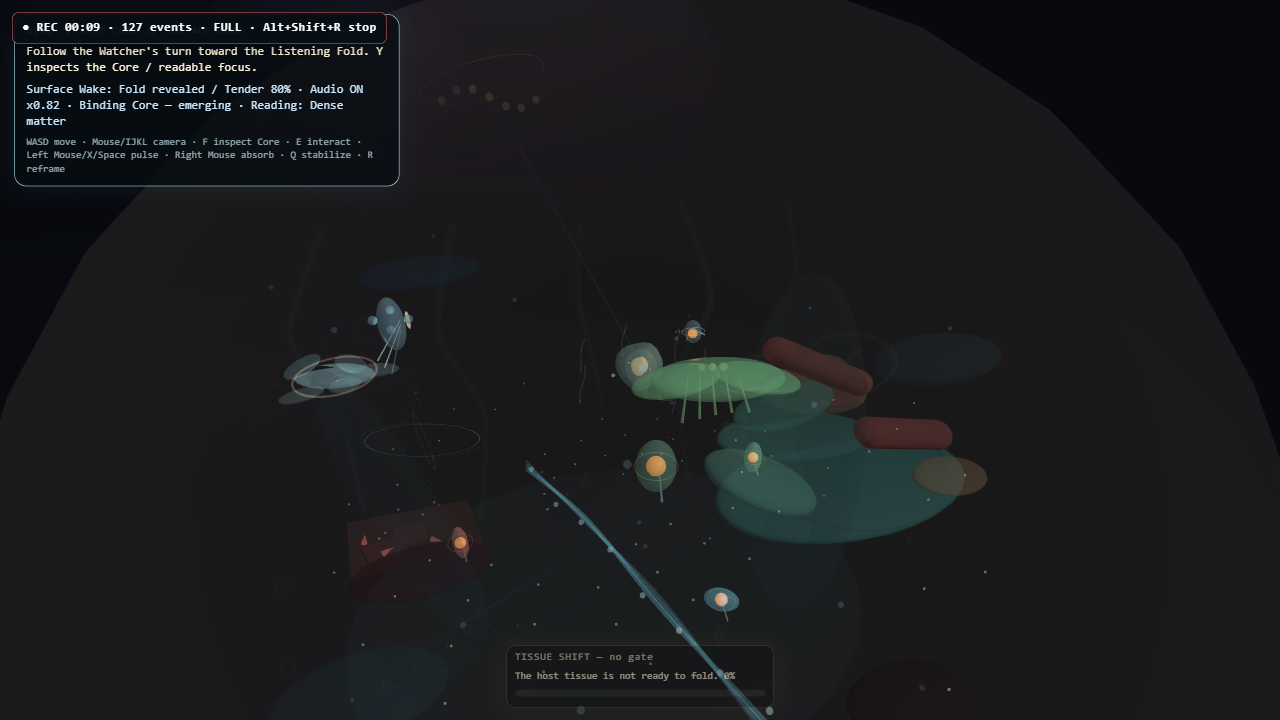 ● REC 00:09 · 127 events · FULL · Alt+Shift+R stop
Follow the Watcher's turn toward the Listening Fold. Y
inspects the Core / readable focus.
Surface Wake: Fold revealed / Tender 80% · Audio ON
x0.82 · Binding Core — emerging · Reading: Dense
matter
WASD move · Mouse/IJKL camera · F inspect Core · E interact ·
Left Mouse/X/Space pulse · Right Mouse absorb · Q stabilize · R
reframe
TISSUE SHIFT — no gate
The host tissue is not ready to fold. 0%